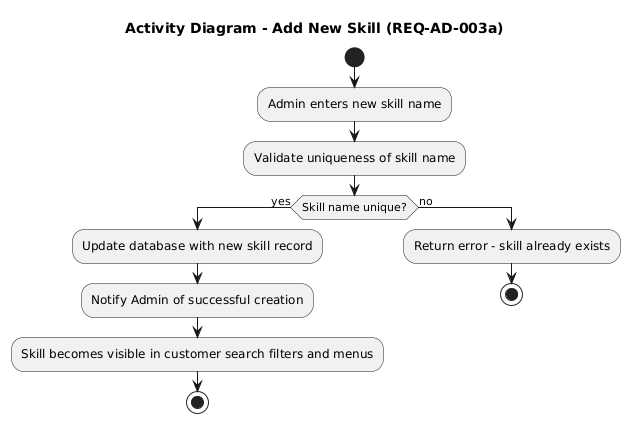 Activity Diagram - Add New Skill (REQ-AD-003a)
Admin enters new skill name
Validate uniqueness of skill name
yes
Skill name unique?
no
Update database with new skill record
Return error - skill already exists
Notify Admin of successful creation
Skill becomes visible in customer search filters and menus